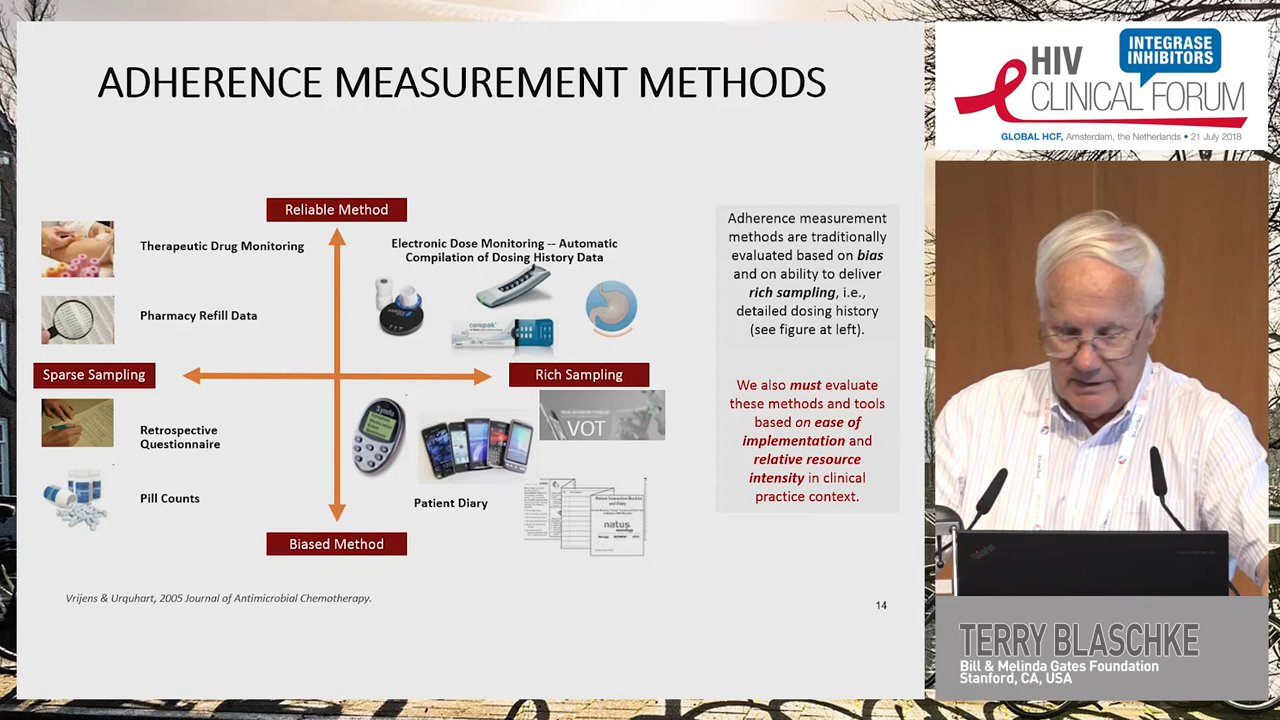 ADHERENCE MEASUREMENT METHODS
Reliable Method
Therapeutic Drug Monitoring
Electronic Dose Monitoring -- Automatic
Compilation of Dosing History Data
Pharmacy Refill Data
cerepak
Sparse Sampling
Rich Sampling
Retrospective
Questionnaire
VOT
Pill Counts
Patient Diary
natus
Biased Method
Adherence measurement
methods are traditionally
evaluated based on bias
and on ability to deliver
rich sampling, i.e.,
detailed dosing history
(see figure at left).
We also must evaluate
these methods and tools
based on ease of
implementation and
relative resource
intensity in clinical
practice context.
Vrijens & Urquhart, 2005 Journal of Antimicrobial Chemotherapy.
14
HIV
CLINICAL FORUM
INTEGRASE
INHIBITORS
GLOBAL HCF, Amsterdam, the Netherlands • 21 July 2018
ThinkPad
TERRY BLASCHKE
Bill & Melinda Gates Foundation
Stanford, CA, USA